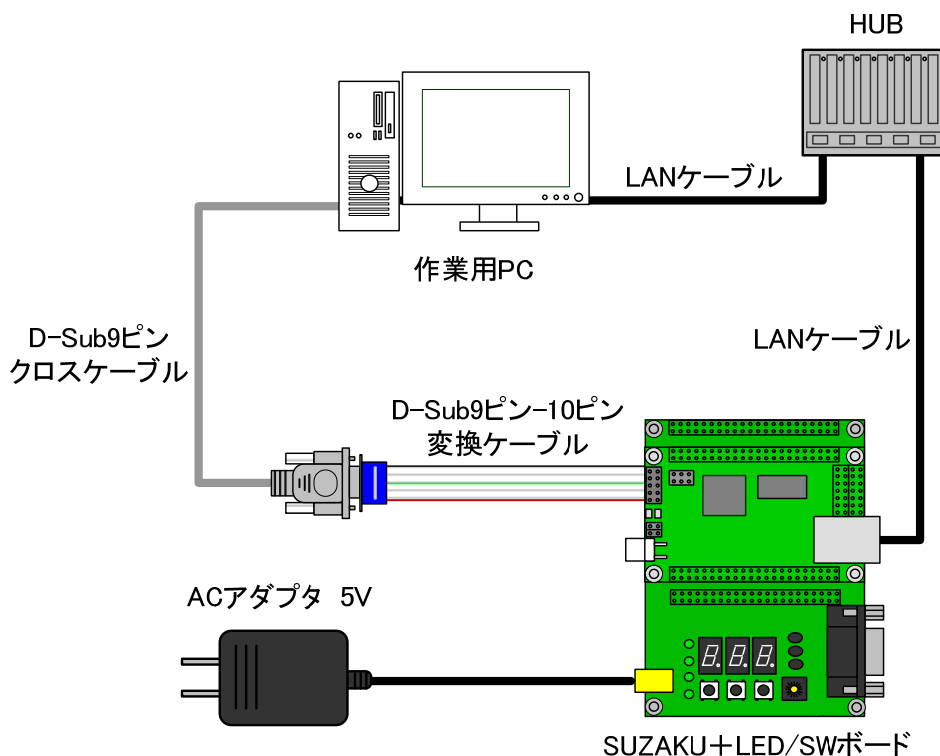 HUB
LANケーブル
作業用PC
D-Sub9ピン
クロスケーブル
LANケーブル
D-Sub9ピン-10ピン
変換ケーブル
ACアダプタ 5V
SUZAKU+LED/SWボード